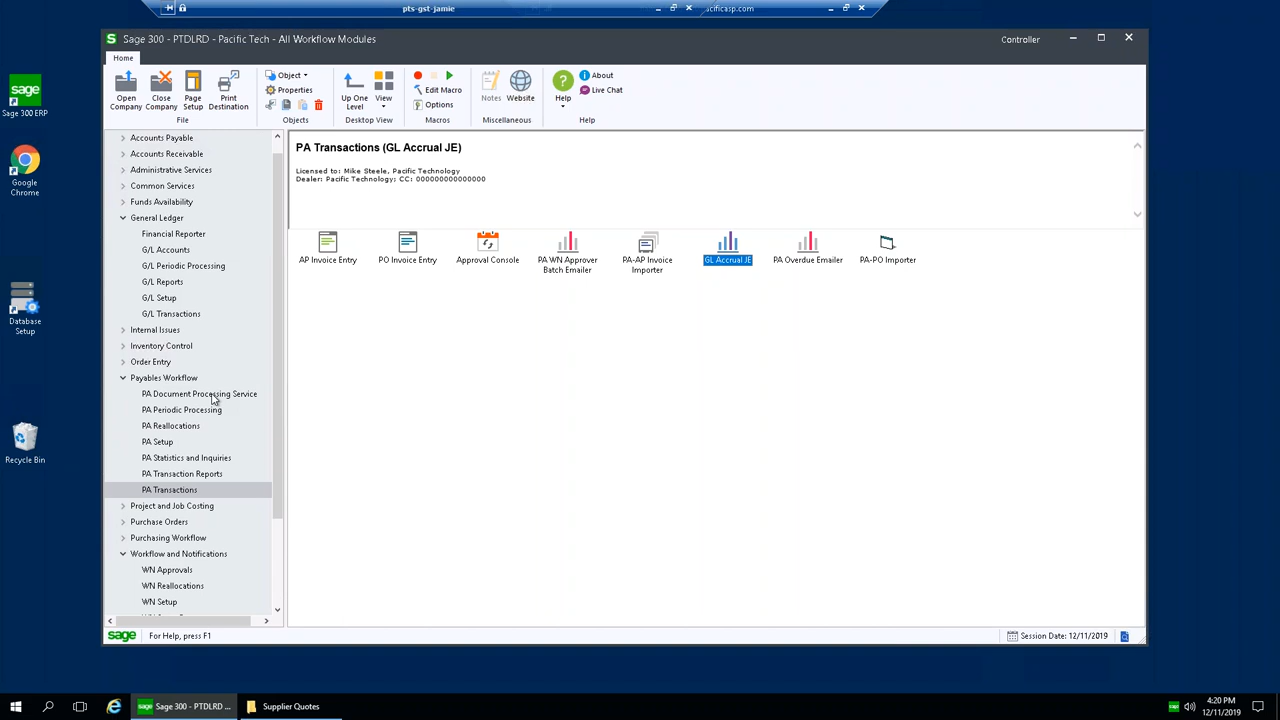 pts-gst-jamie
acificasp.com
Sage 300 - PTDLRD - Pacific Tech - All Workflow Modules
Controller
Home
Open Company
Close Company
Page Setup
Print Destination
File
Object
Properties
Objects
Up One Level
View
Desktop View
Edit Macro
Options
Macros
Notes
Website
Miscellaneous
Help
About
Live Chat
Help
Accounts Payable
Accounts Receivable
Administrative Services
Common Services
Funds Availability
General Ledger
Financial Reporter
G/L Accounts
G/L Periodic Processing
G/L Reports
G/L Setup
G/L Transactions
Internal Issues
Inventory Control
Order Entry
Payables Workflow
PA Document Processing Service
PA Periodic Processing
PA Reallocations
PA Setup
PA Statistics and Inquiries
PA Transaction Reports
PA Transactions
Project and Job Costing
Purchase Orders
Purchasing Workflow
Workflow and Notifications
WN Approvals
WN Reallocations
WN Setup
PA Transactions (GL Accrual JE)
Licensed to: Mike Steele, Pacific Technology
Dealer: Pacific Technology: CC: 000000000000000
AP Invoice Entry
PO Invoice Entry
Approval Console
PA WN Approver
Batch Emailer
PA-AP Invoice
Importer
GL Accrual JE
PA Overdue Emailer
PA-PO Importer
sage
For Help, press F1
Session Date: 12/11/2019
Sage 300 ERP
Google
Chrome
Database
Setup
Recycle Bin
Sage 300 - PTDLRD ...
Supplier Quotes
4:20 PM
12/11/2019